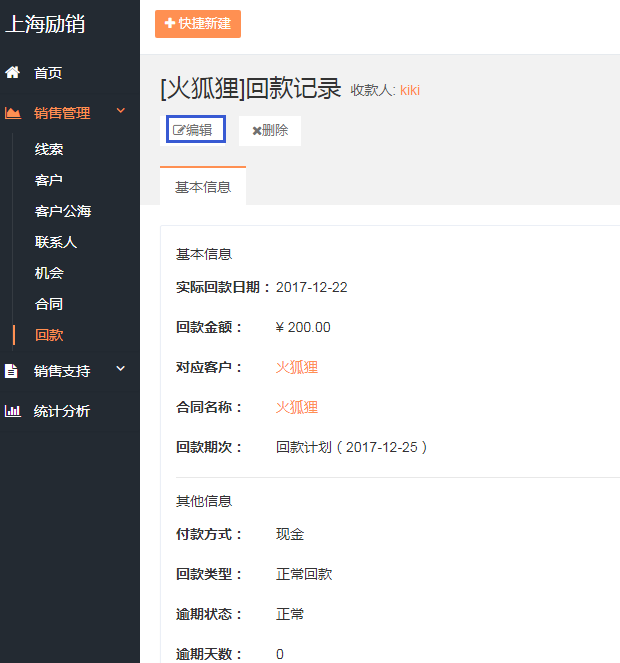 上海励销
首页
销售管理
线索
客户
客户公海
联系人
机会
合同
回款
销售支持
统计分析
快捷新建
[火狐狸]回款记录 收款人: kiki
编辑 删除
基本信息
基本信息
实际回款日期： 2017-12-22
回款金额： ¥ 200.00
对应客户： 火狐狸
合同名称： 火狐狸
回款期次： 回款计划（2017-12-25）
其他信息
付款方式： 现金
回款类型： 正常回款
逾期状态： 正常
逾期天数： 0